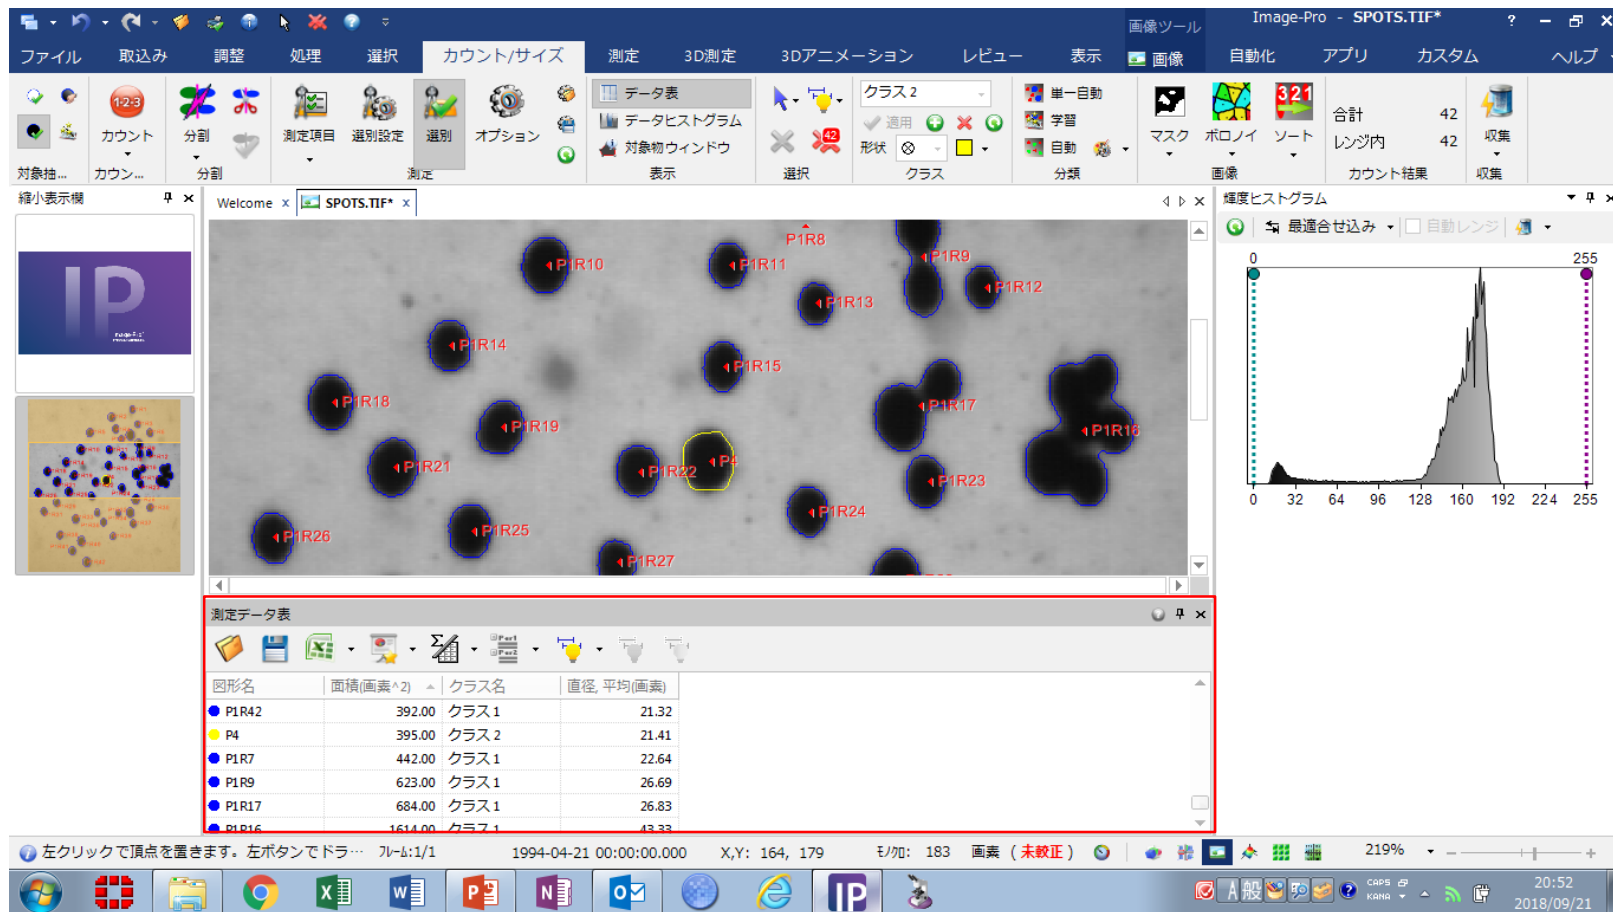 画像ツール
Image-Pro - SPOTS.TIF*
ファイル 取込み 調整 処理 選択 カウント/サイズ 測定 3D測定 3Dアニメーション レビュー 表示 画像 自動化 アプリ カスタム ヘルプ
カウント 分割 測定項目 選別設定 選別 オプション
データ表
データヒストグラム
対象物ウィンドウ
クラス 2
適用
形状
単一自動
学習
自動
マスク ボロノイ ソート
合計 42
レンジ内 42
収集
対象抽... カウン... 分割 測定 表示 選択 クラス 分類 画像 カウント結果 収集
縮小表示欄
Welcome x SPOTS.TIF* x
輝度ヒストグラム
最適合せ込み 自動レンジ
0 255
0 32 64 96 128 160 192 224 255
P1R8
P1R9
P1R10
P1R11
P1R12
P1R13
P1R14
P1R15
P1R18
P1R17
P1R19
P1R16
P1R21
P1R22
P4
P1R23
P1R24
P1R26
P1R25
P1R27
測定データ表
図形名 面積(画素^2) クラス名 直径, 平均(画素)
P1R42 392.00 クラス 1 21.32
P4 395.00 クラス 2 21.41
P1R7 442.00 クラス 1 22.64
P1R9 623.00 クラス 1 26.69
P1R17 684.00 クラス 1 26.83
P1R16 1614.00 クラス 1 43.33
左クリックで頂点を置きます。左ボタンでドラ… フレーム:1/1 1994-04-21 00:00:00.000 X,Y: 164, 179 モノクロ: 183 画素 (未較正) 219%
A 般 CAPS KANA 20:52
2018/09/21